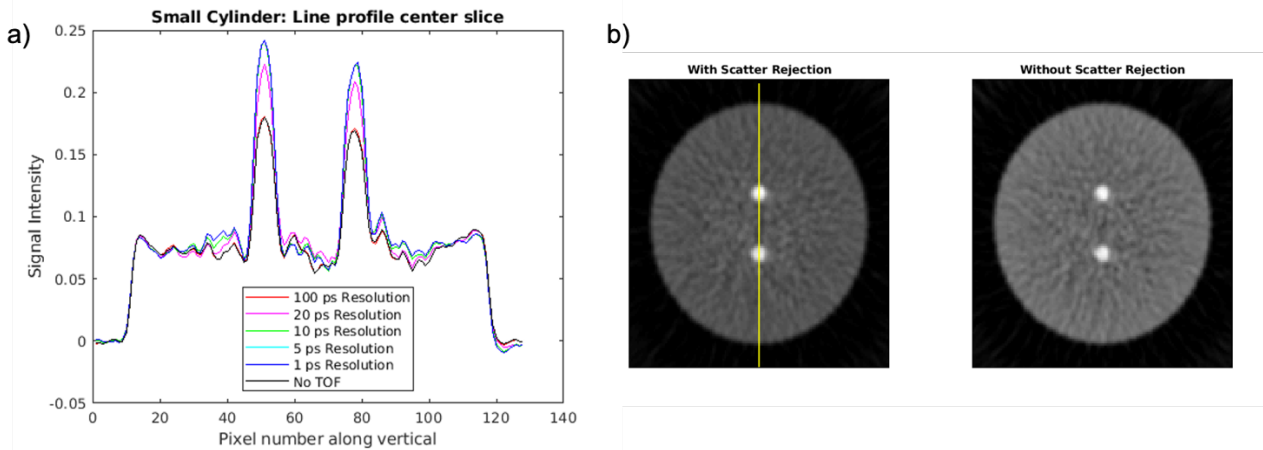 a)
Small Cylinder: Line profile center slice
0.25
0.2
0.15
0.1
0.05
0
-0.05
Signal Intensity
100 ps Resolution
20 ps Resolution
10 ps Resolution
5 ps Resolution
1 ps Resolution
No TOF
0 20 40 60 80 100 120 140
Pixel number along vertical
b)
With Scatter Rejection
Without Scatter Rejection